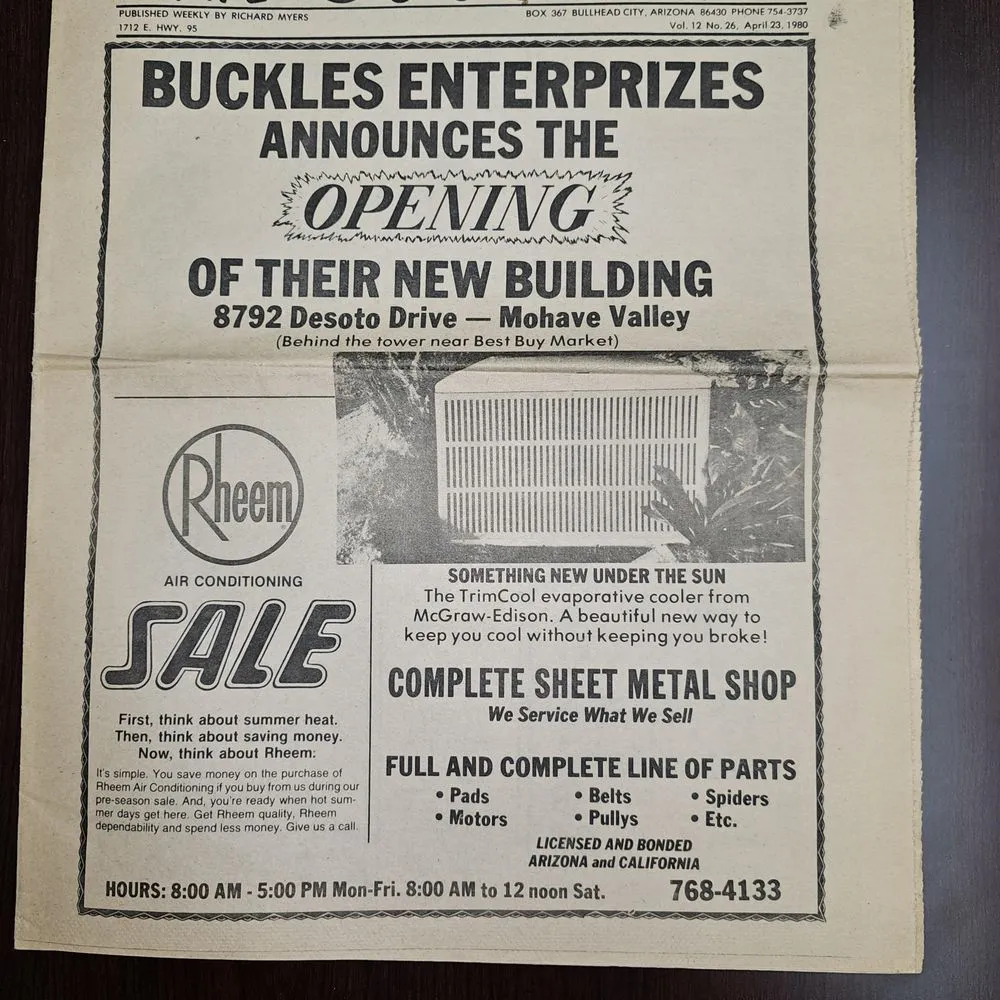 PUBLISHED WEEKLY BY RICHARD MYERS
1712 E. HWY. 95
BOX 367 BULLHEAD CITY, ARIZONA 86430 PHONE 754-3737
Vol. 12 No. 26, April 23, 1980
BUCKLES ENTERPRIZES
ANNOUNCES THE
OPENING
OF THEIR NEW BUILDING
8792 Desoto Drive — Mohave Valley
(Behind the tower near Best Buy Market)
Rheem
AIR CONDITIONING
SALE
First, think about summer heat.
Then, think about saving money.
Now, think about Rheem.
It's simple. You save money on the purchase of
Rheem Air Conditioning if you buy from us during our
pre-season sale. And, you're ready when hot sum-
mer days get here. Get Rheem quality, Rheem
dependability and spend less money. Give us a call.
SOMETHING NEW UNDER THE SUN
The TrimCool evaporative cooler from
McGraw-Edison. A beautiful new way to
keep you cool without keeping you broke!
COMPLETE SHEET METAL SHOP
We Service What We Sell
FULL AND COMPLETE LINE OF PARTS
• Pads • Belts • Spiders
• Motors • Pullys • Etc.
LICENSED AND BONDED
ARIZONA and CALIFORNIA
HOURS: 8:00 AM - 5:00 PM Mon-Fri. 8:00 AM to 12 noon Sat. 768-4133